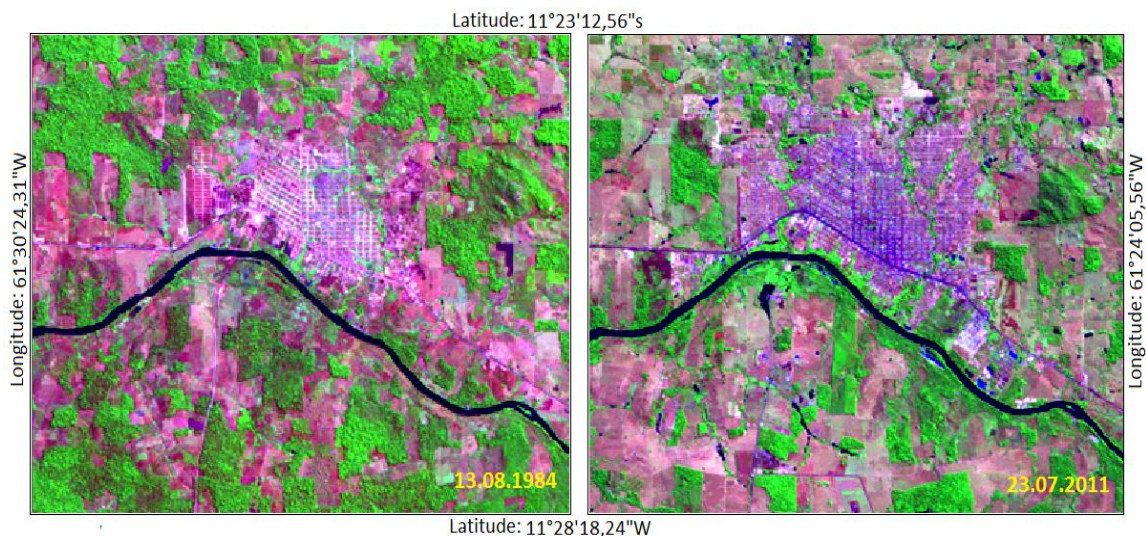 Latitude: 11°23'12,56"s
Longitude: 61°30'24,31"W
Longitude: 61°24'05,56"W
13.08.1984
23.07.2011
Latitude: 11°28'18,24"W